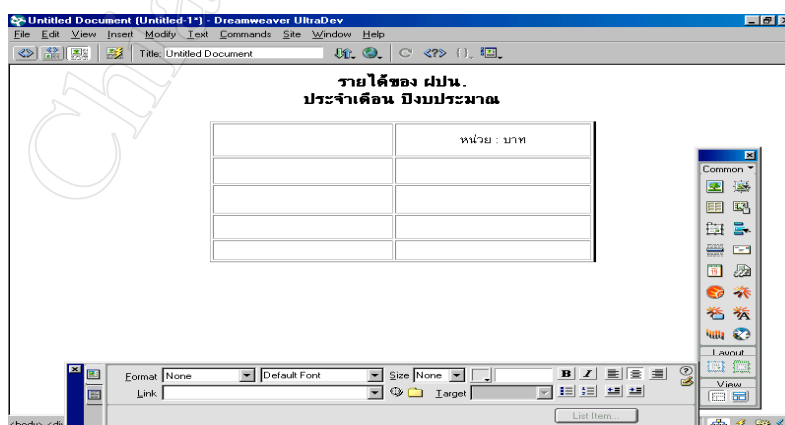 Untitled Document (Untitled-1*) - Dreamweaver UltraDev
File Edit View Insert Modify Text Commands Site Window Help
Title: Untitled Document
รายได้ของ ฝปน.
ประจำเดือน ปีงบประมาณ
หน่วย : บาท
Common
Layout
View
Format None Default Font Size None B I
Link Target
List Item...
<body> <div